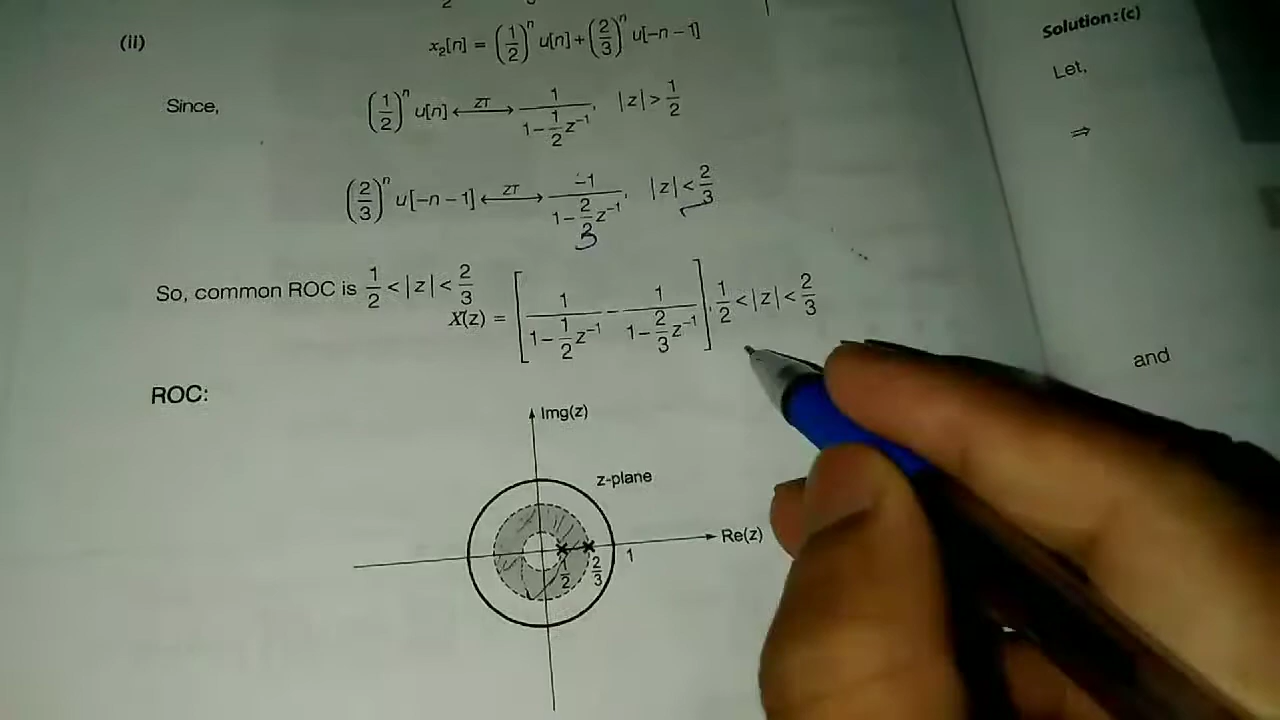 (ii) x₂[n] = (1/2)ⁿ u[n] + (2/3)ⁿ u[-n - 1]
Since, (1/2)ⁿ u[n] ←ZT→ 1/(1 - 1/2 z⁻¹), |z| > 1/2
(2/3)ⁿ u[-n - 1] ←ZT→ -1/(1 - 2/3 z⁻¹), |z| < 2/3
So, common ROC is 1/2 < |z| < 2/3
X(z) = [1/(1 - 1/2 z⁻¹) - 1/(1 - 2/3 z⁻¹)], 1/2 < |z| < 2/3
ROC:
Img(z)
z-plane
Re(z)
1/2 2/3 1
Solution:(c)
Let,
⇒
and